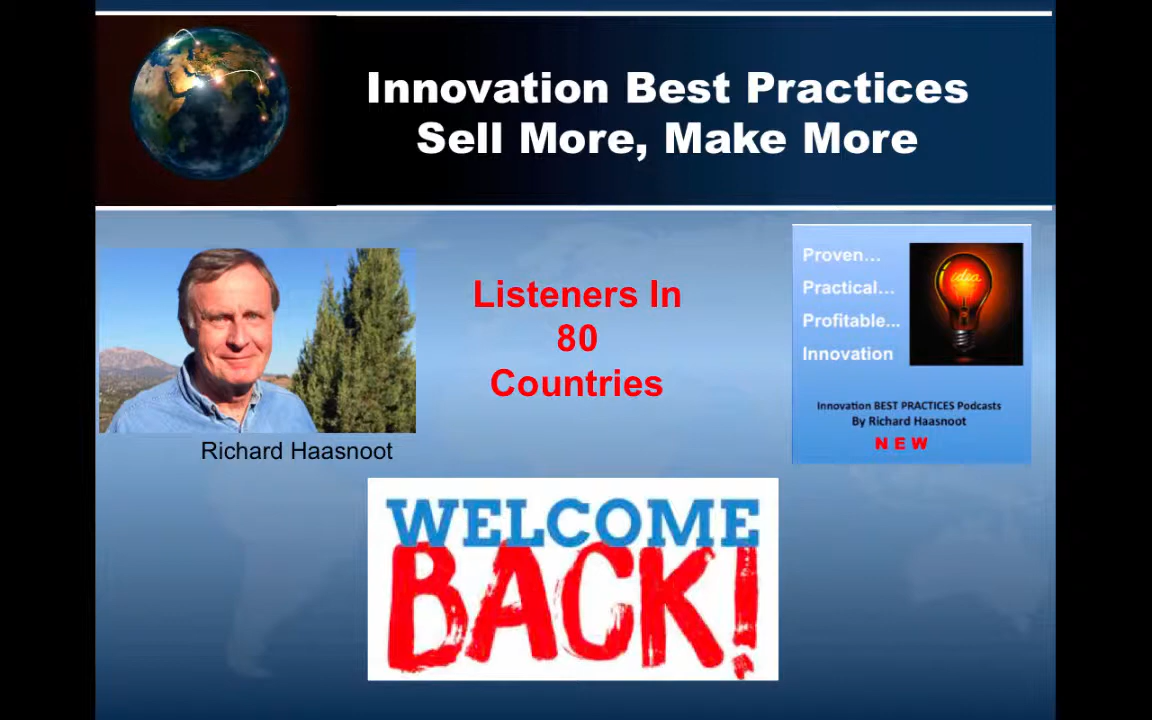 Innovation Best Practices
Sell More, Make More
Listeners In
80
Countries
Richard Haasnoot
Proven...
Practical...
Profitable...
Innovation
idea
Innovation BEST PRACTICES Podcasts
By Richard Haasnoot
NEW
WELCOME
BACK!